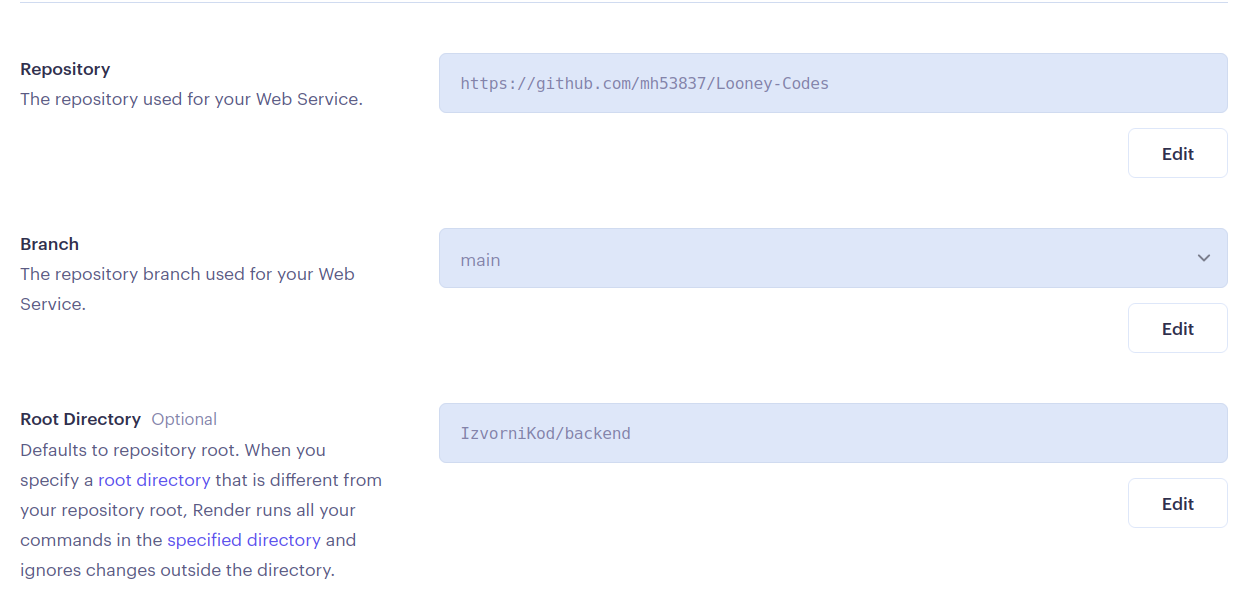 Repository
The repository used for your Web Service.
https://github.com/mh53837/Looney-Codes
Edit
Branch
The repository branch used for your Web
Service.
main
Edit
Root Directory Optional
Defaults to repository root. When you
specify a root directory that is different from
your repository root, Render runs all your
commands in the specified directory and
ignores changes outside the directory.
IzvorniKod/backend
Edit